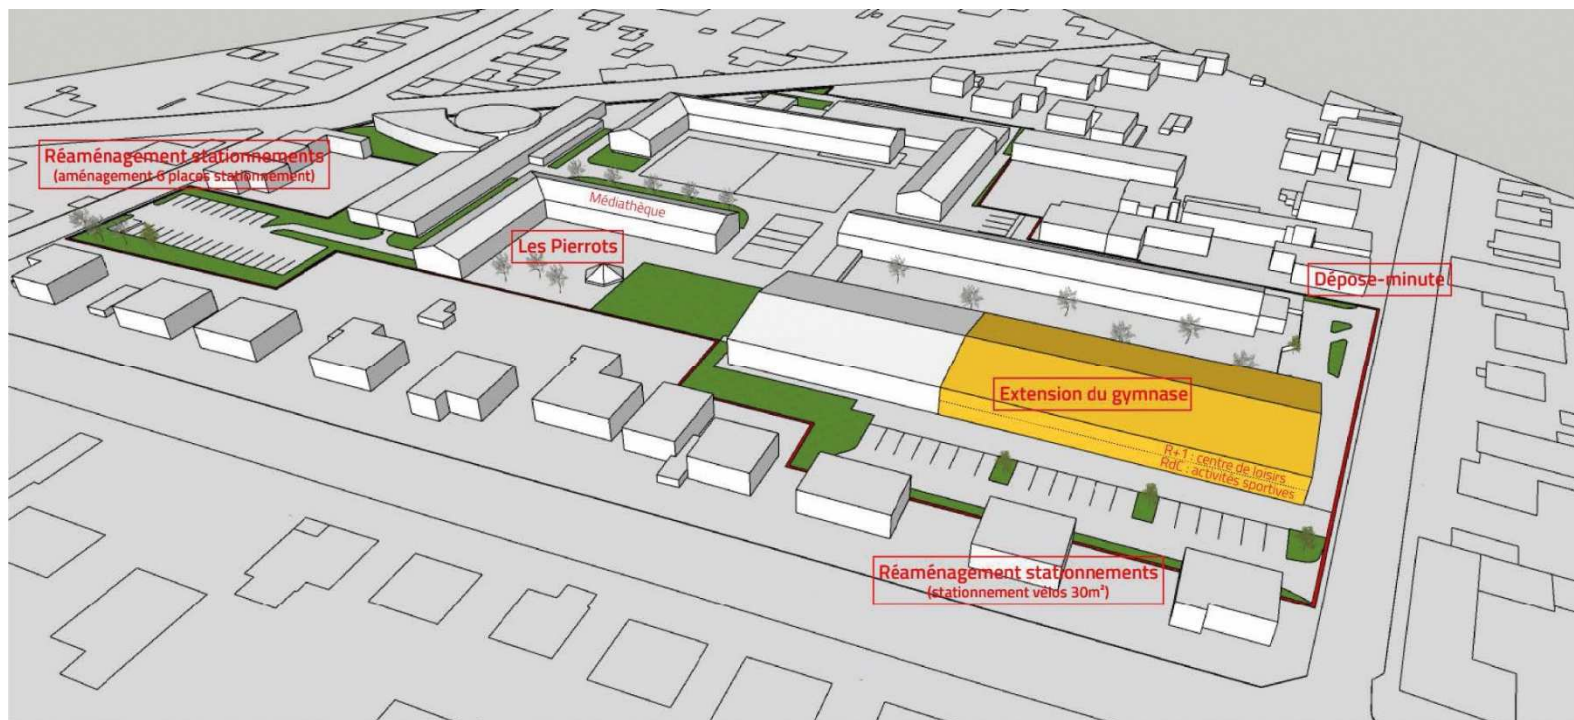 Réaménagement stationnements
(aménagement 6 places stationnement)
Médiathèque
Les Pierrots
Dépose-minute
Extension du gymnase
R+1 : centre de loisirs
RdC : activités sportives
Réaménagement stationnements
(stationnement vélos 30m²)